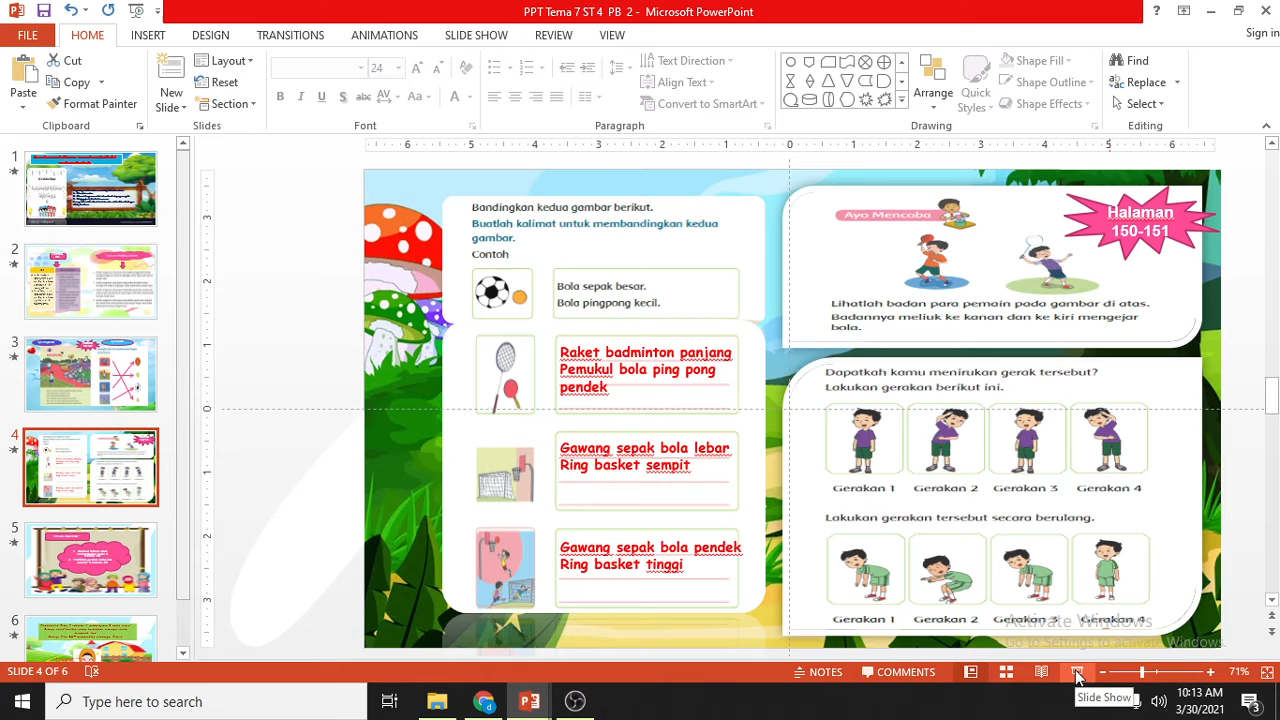 PPT Tema 7 ST 4 PB 2 - Microsoft PowerPoint
Sign in
FILE HOME INSERT DESIGN TRANSITIONS ANIMATIONS SLIDE SHOW REVIEW VIEW
Paste
Cut
Copy
Format Painter
Clipboard
New Slide
Layout
Reset
Section
Slides
24
Font
Text Direction
Align Text
Convert to SmartArt
Paragraph
Arrange
Quick Styles
Shape Fill
Shape Outline
Shape Effects
Drawing
Find
Replace
Select
Editing
1
2
3
4
5
6
Bandingkan kedua gambar berikut.
Buatlah kalimat untuk membandingkan kedua
gambar.
Contoh
Bola sepak besar.
Bola pingpong kecil.
Raket badminton panjang
Pemukul bola ping pong
pendek
Gawang sepak bola lebar
Ring basket sempit
Gawang sepak bola pendek
Ring basket tinggi
Ayo Mencoba
Halaman
150-151
Lihatlah badan para pemain pada gambar di atas.
Badannya meliuk ke kanan dan ke kiri mengejar
bola.
Dapatkah kamu menirukan gerak tersebut?
Lakukan gerakan berikut ini.
Gerakan 1 Gerakan 2 Gerakan 3 Gerakan 4
Lakukan gerakan tersebut secara berulang.
Gerakan 1 Gerakan 2 Gerakan 3 Gerakan 4
Activate Windows
Go to Settings to activate Windows.
SLIDE 4 OF 6
NOTES
COMMENTS
71%
Slide Show
Type here to search
10:13 AM
3/30/2021
3